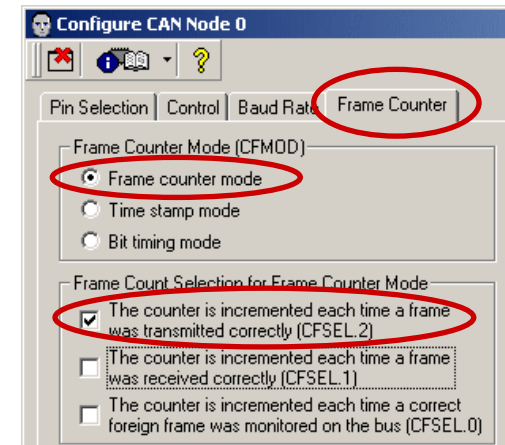 Configure CAN Node 0
Pin Selection Control Baud Rate Frame Counter
Frame Counter Mode (CFMOD)
Frame counter mode
Time stamp mode
Bit timing mode
Frame Count Selection for Frame Counter Mode
The counter is incremented each time a frame
was transmitted correctly (CFSEL.2)
The counter is incremented each time a frame
was received correctly (CFSEL.1)
The counter is incremented each time a correct
foreign frame was monitored on the bus (CFSEL.0)